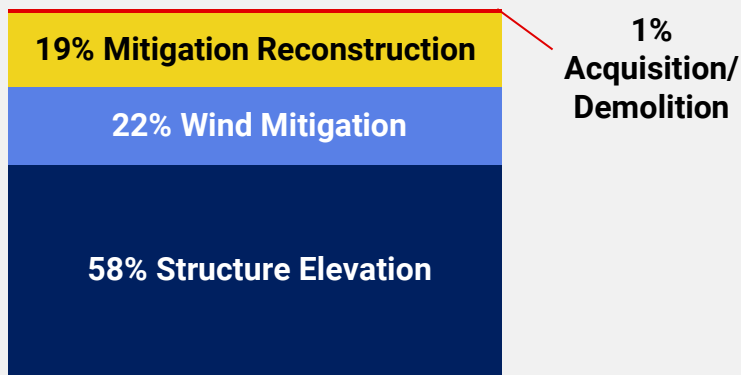 19% Mitigation Reconstruction
1%
Acquisition/
Demolition
22% Wind Mitigation
58% Structure Elevation